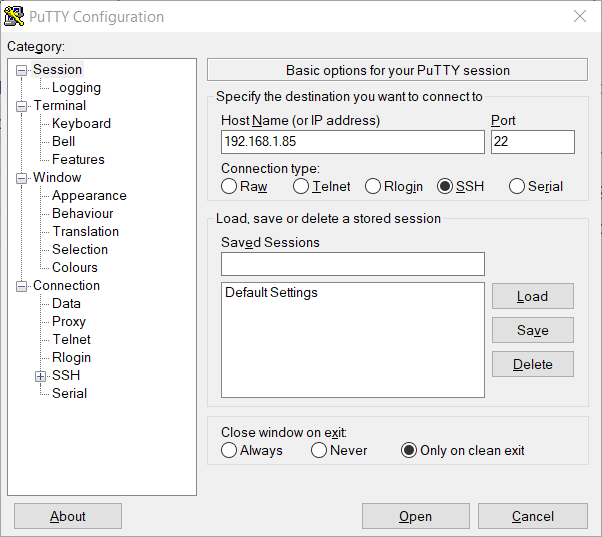 PuTTY Configuration
Category:
Session
Logging
Terminal
Keyboard
Bell
Features
Window
Appearance
Behaviour
Translation
Selection
Colours
Connection
Data
Proxy
Telnet
Rlogin
SSH
Serial
Basic options for your PuTTY session
Specify the destination you want to connect to
Host Name (or IP address) Port
192.168.1.85 22
Connection type:
Raw Telnet Rlogin SSH Serial
Load, save or delete a stored session
Saved Sessions
Default Settings
Load
Save
Delete
Close window on exit:
Always Never Only on clean exit
About Open Cancel